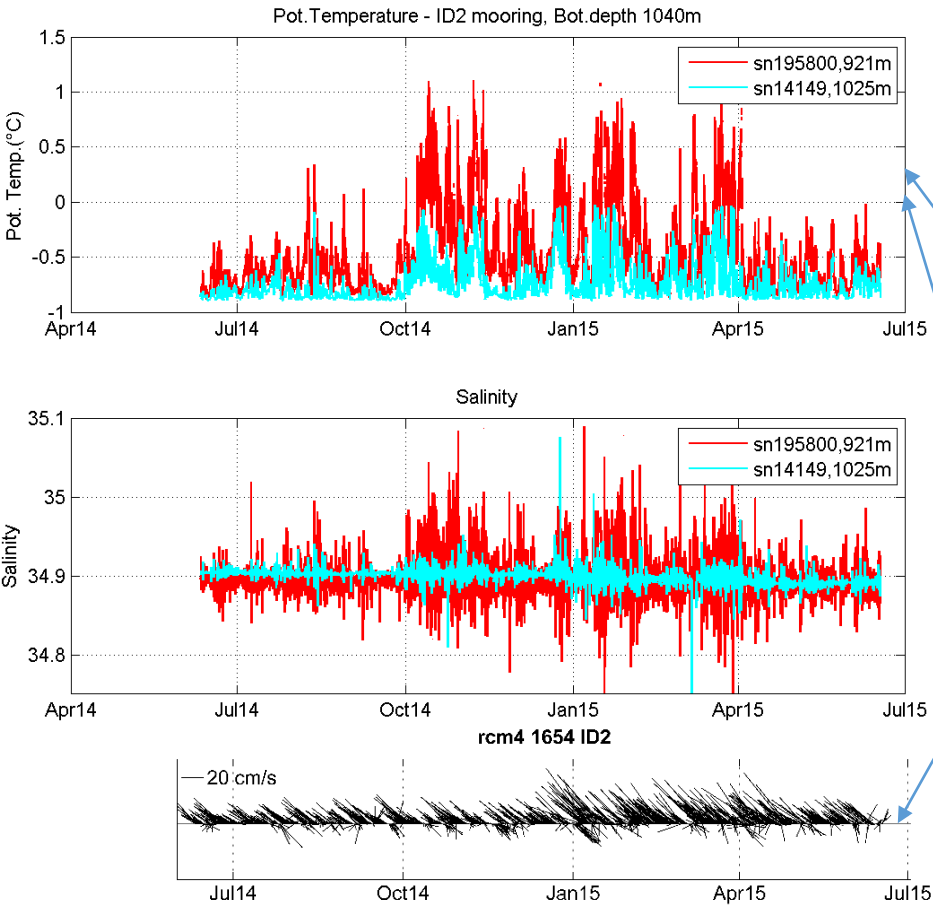 Pot.Temperature - ID2 mooring, Bot.depth 1040m
1.5
sn195800,921m
sn14149,1025m
1
0.5
0
-0.5
-1
Pot. Temp.(°C)
Apr14 Jul14 Oct14 Jan15 Apr15 Jul15
Salinity
35.1
sn195800,921m
sn14149,1025m
35
34.9
34.8
Salinity
Apr14 Jul14 Oct14 Jan15 Apr15 Jul15
rcm4 1654 ID2
20 cm/s
Jul14 Oct14 Jan15 Apr15 Jul15